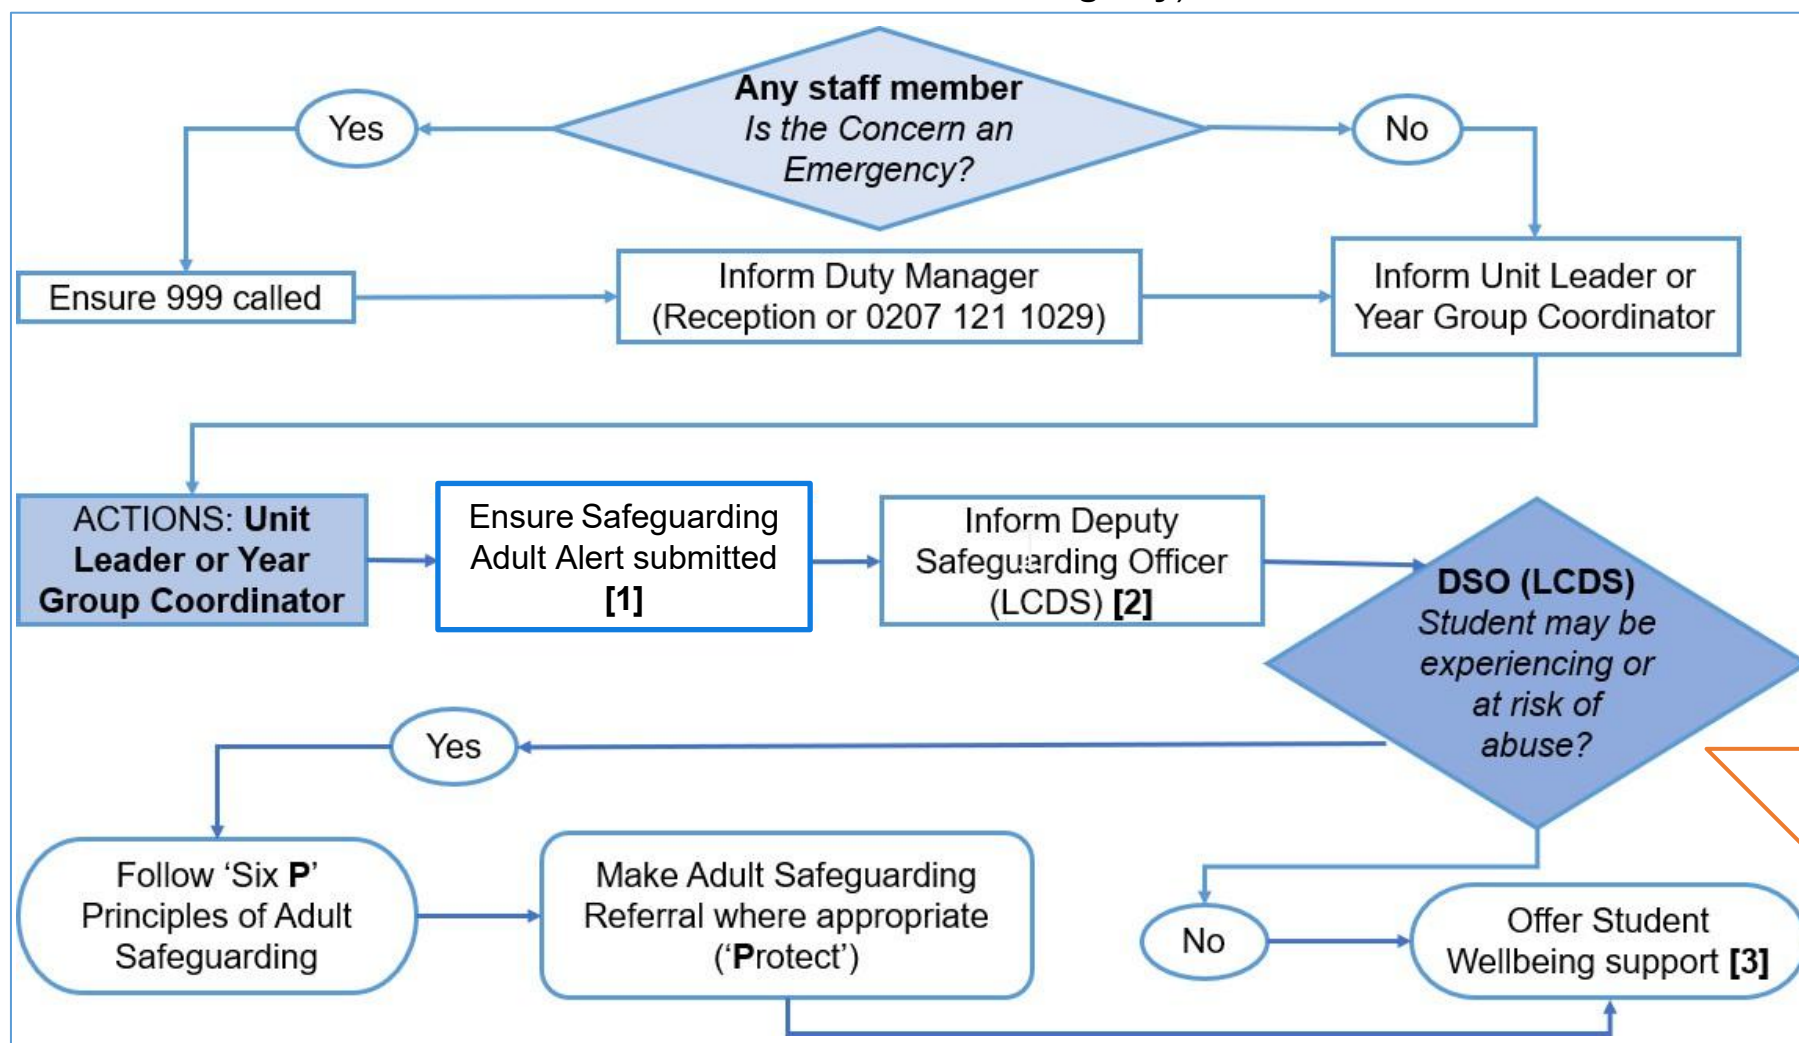 Any staff member
Is the Concern an
Emergency?
Yes
No
Ensure 999 called
Inform Duty Manager
(Reception or 0207 121 1029)
Inform Unit Leader or
Year Group Coordinator
ACTIONS: Unit
Leader or Year
Group Coordinator
Ensure Safeguarding
Adult Alert submitted
[1]
Inform Deputy
Safeguarding Officer
(LCDS) [2]
DSO (LCDS)
Student may be
experiencing or
at risk of
abuse?
Yes
Follow ‘Six P’
Principles of Adult
Safeguarding
Make Adult Safeguarding
Referral where appropriate
(‘Protect’)
No
Offer Student
Wellbeing support [3]